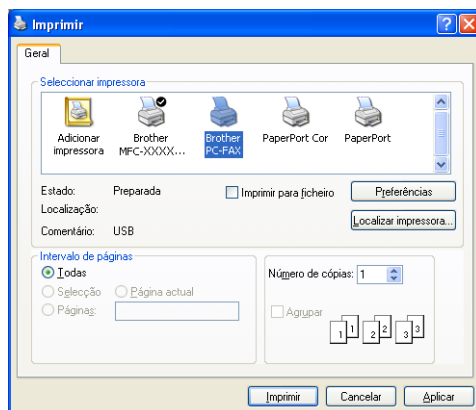 Imprimir
Geral
Seleccionar impressora
Adicionar impressora
Brother MFC-XXXX...
Brother PC-FAX
PaperPort Cor
PaperPort
Estado: Preparada
Imprimir para ficheiro
Preferências
Localização:
Localizar impressora...
Comentário: USB
Intervalo de páginas
Todas
Selecção
Página actual
Páginas:
Número de cópias: 1
Agrupar
1 1 2 2 3 3
Imprimir
Cancelar
Aplicar